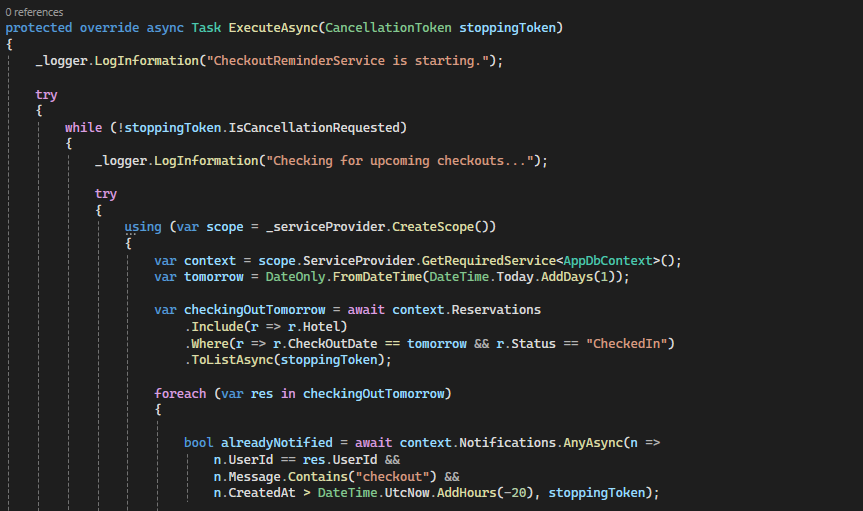 0 references
protected override async Task ExecuteAsync(CancellationToken stoppingToken)
{
_logger.LogInformation("CheckoutReminderService is starting.");
try
{
while (!stoppingToken.IsCancellationRequested)
{
_logger.LogInformation("Checking for upcoming checkouts...");
try
{
using (var scope = _serviceProvider.CreateScope())
{
var context = scope.ServiceProvider.GetRequiredService<AppDbContext>();
var tomorrow = DateOnly.FromDateTime(DateTime.Today.AddDays(1));
var checkingOutTomorrow = await context.Reservations
.Include(r => r.Hotel)
.Where(r => r.CheckOutDate == tomorrow && r.Status == "CheckedIn")
.ToListAsync(stoppingToken);
foreach (var res in checkingOutTomorrow)
{
bool alreadyNotified = await context.Notifications.AnyAsync(n =>
n.UserId == res.UserId &&
n.Message.Contains("checkout") &&
n.CreatedAt > DateTime.UtcNow.AddHours(-20), stoppingToken);